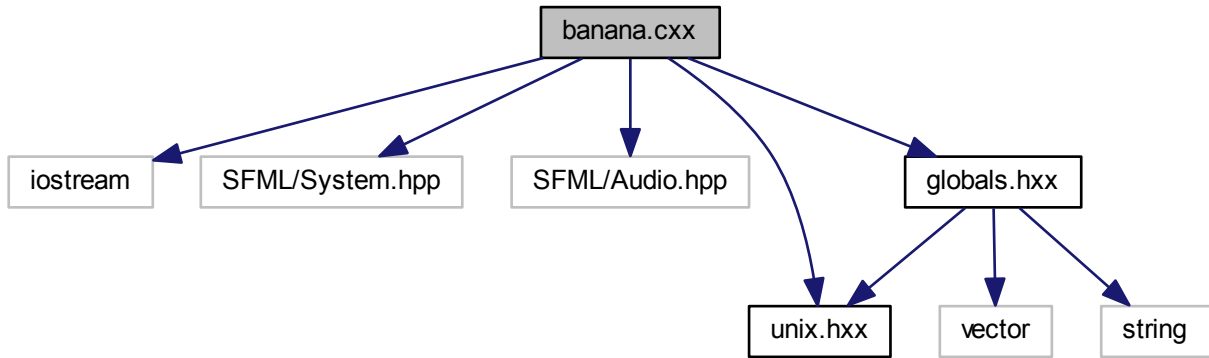 banana.cxx
iostream
SFML/System.hpp
SFML/Audio.hpp
globals.hxx
unix.hxx
vector
string